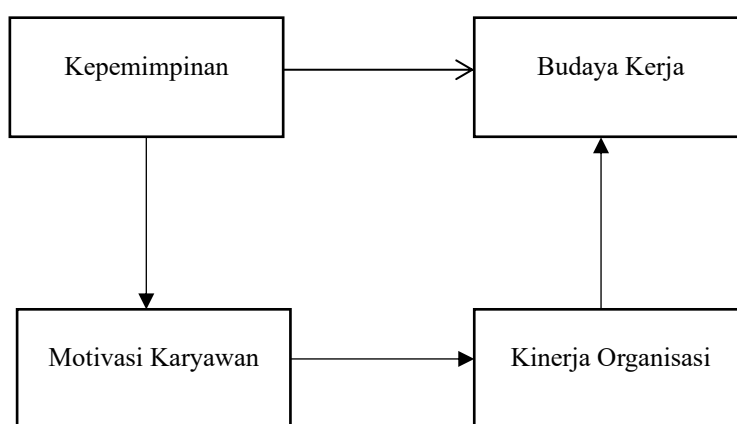 Kepemimpinan
Budaya Kerja
Motivasi Karyawan
Kinerja Organisasi